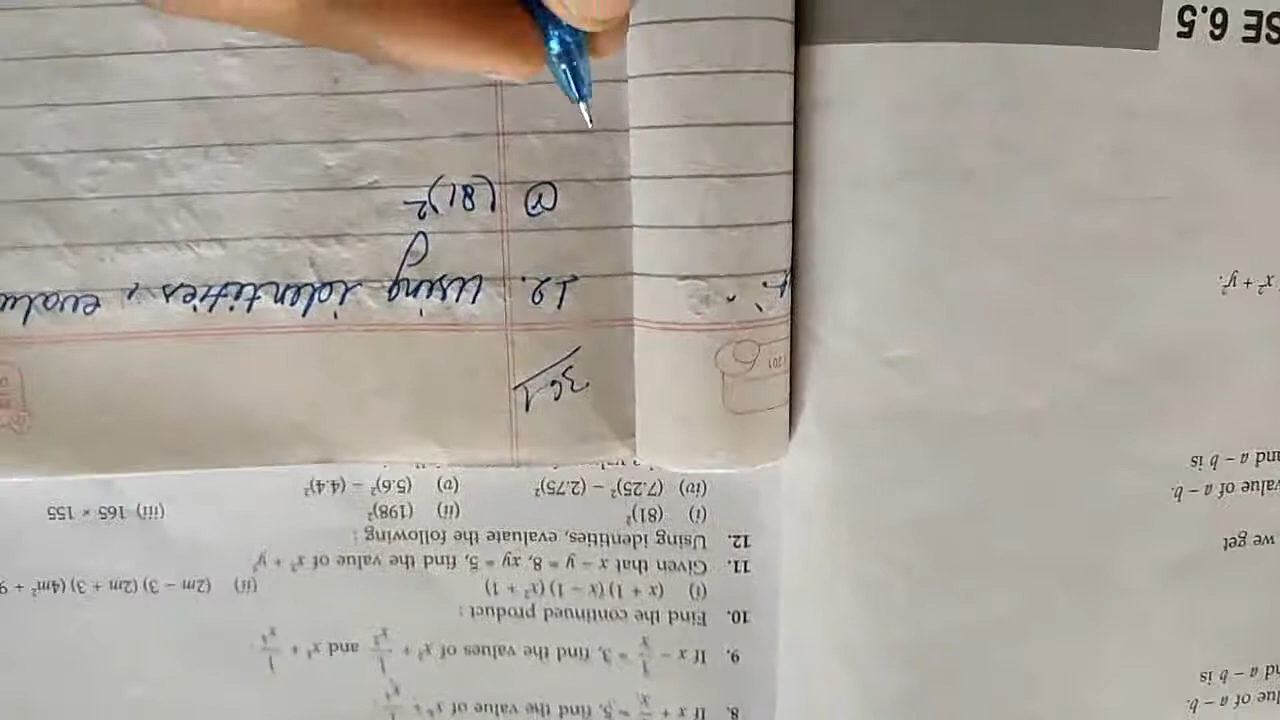 8. If x + 1/x = 5, find the value of
9. If x − 1/x = 3, find the values of x² + 1/x² and x⁴ + 1/x⁴
10. Find the continued product :
(i) (x + 1) (x − 1) (x² + 1) (ii) (2m − 3) (2m + 3) (4m² + 9
11. Given that x − y = 8, xy = 5, find the value of x² + y²
12. Using identities, evaluate the following :
(i) (81)² (ii) (198)² (iii) 165 × 155
(iv) (7.25)² − (2.75)² (v) (5.6)² − (4.4)²
12. Using identities, evalu
(81)²
SE 6.5
x² + y².
and a − b is
value of a − b.
we get
nd a − b is
lue of a − b.